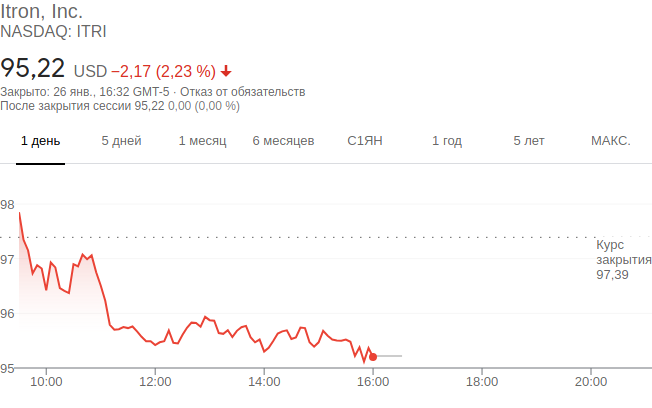 Itron, Inc.
NASDAQ: ITRI
95,22 USD −2,17 (2,23 %)
Закрыто: 26 янв., 16:32 GMT-5 · Отказ от обязательств
После закрытия сессии 95,22 0,00 (0,00 %)
1 день 5 дней 1 месяц 6 месяцев С1ЯН 1 год 5 лет МАКС.
98
97
96
95
Курс
закрытия
97,39
10:00 12:00 14:00 16:00 18:00 20:00